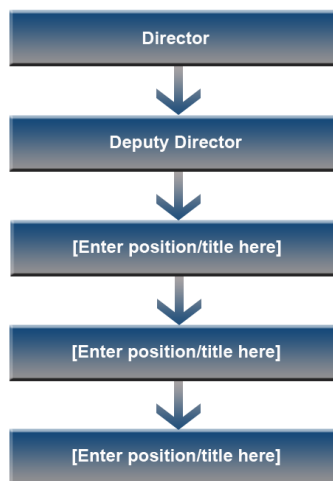 Director
Deputy Director
[Enter position/title here]
[Enter position/title here]
[Enter position/title here]